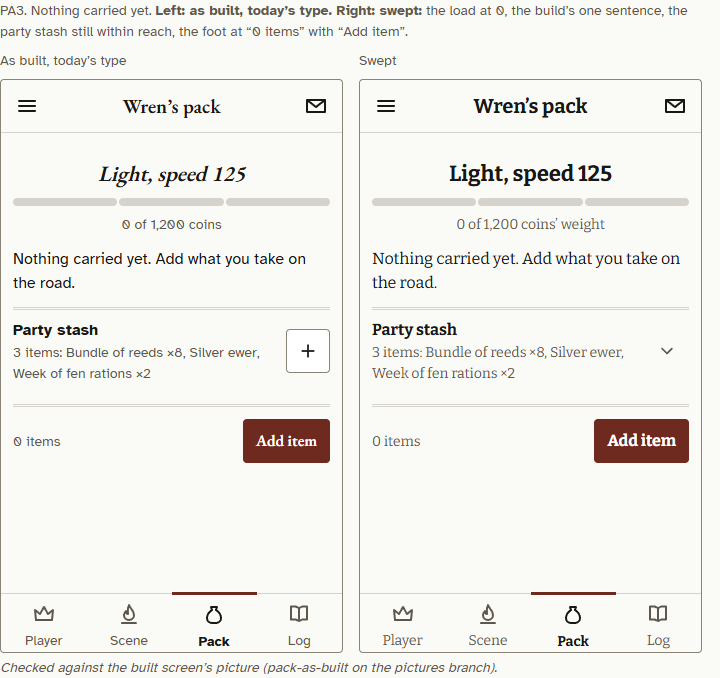 PA3. Nothing carried yet. Left: as built, today's type. Right: swept: the load at 0, the build's one sentence, the
party stash still within reach, the foot at “0 items” with “Add item”.
As built, today's type
Wren's pack
Light, speed 125
0 of 1,200 coins
Nothing carried yet. Add what you take on
the road.
Party stash
3 items: Bundle of reeds ×8, Silver ewer,
Week of fen rations ×2
0 items
Add item
Player
Scene
Pack
Log
Swept
Wren's pack
Light, speed 125
0 of 1,200 coins' weight
Nothing carried yet. Add what you take on
the road.
Party stash
3 items: Bundle of reeds ×8, Silver ewer,
Week of fen rations ×2
0 items
Add item
Player
Scene
Pack
Log
Checked against the built screen's picture (pack-as-built on the pictures branch).